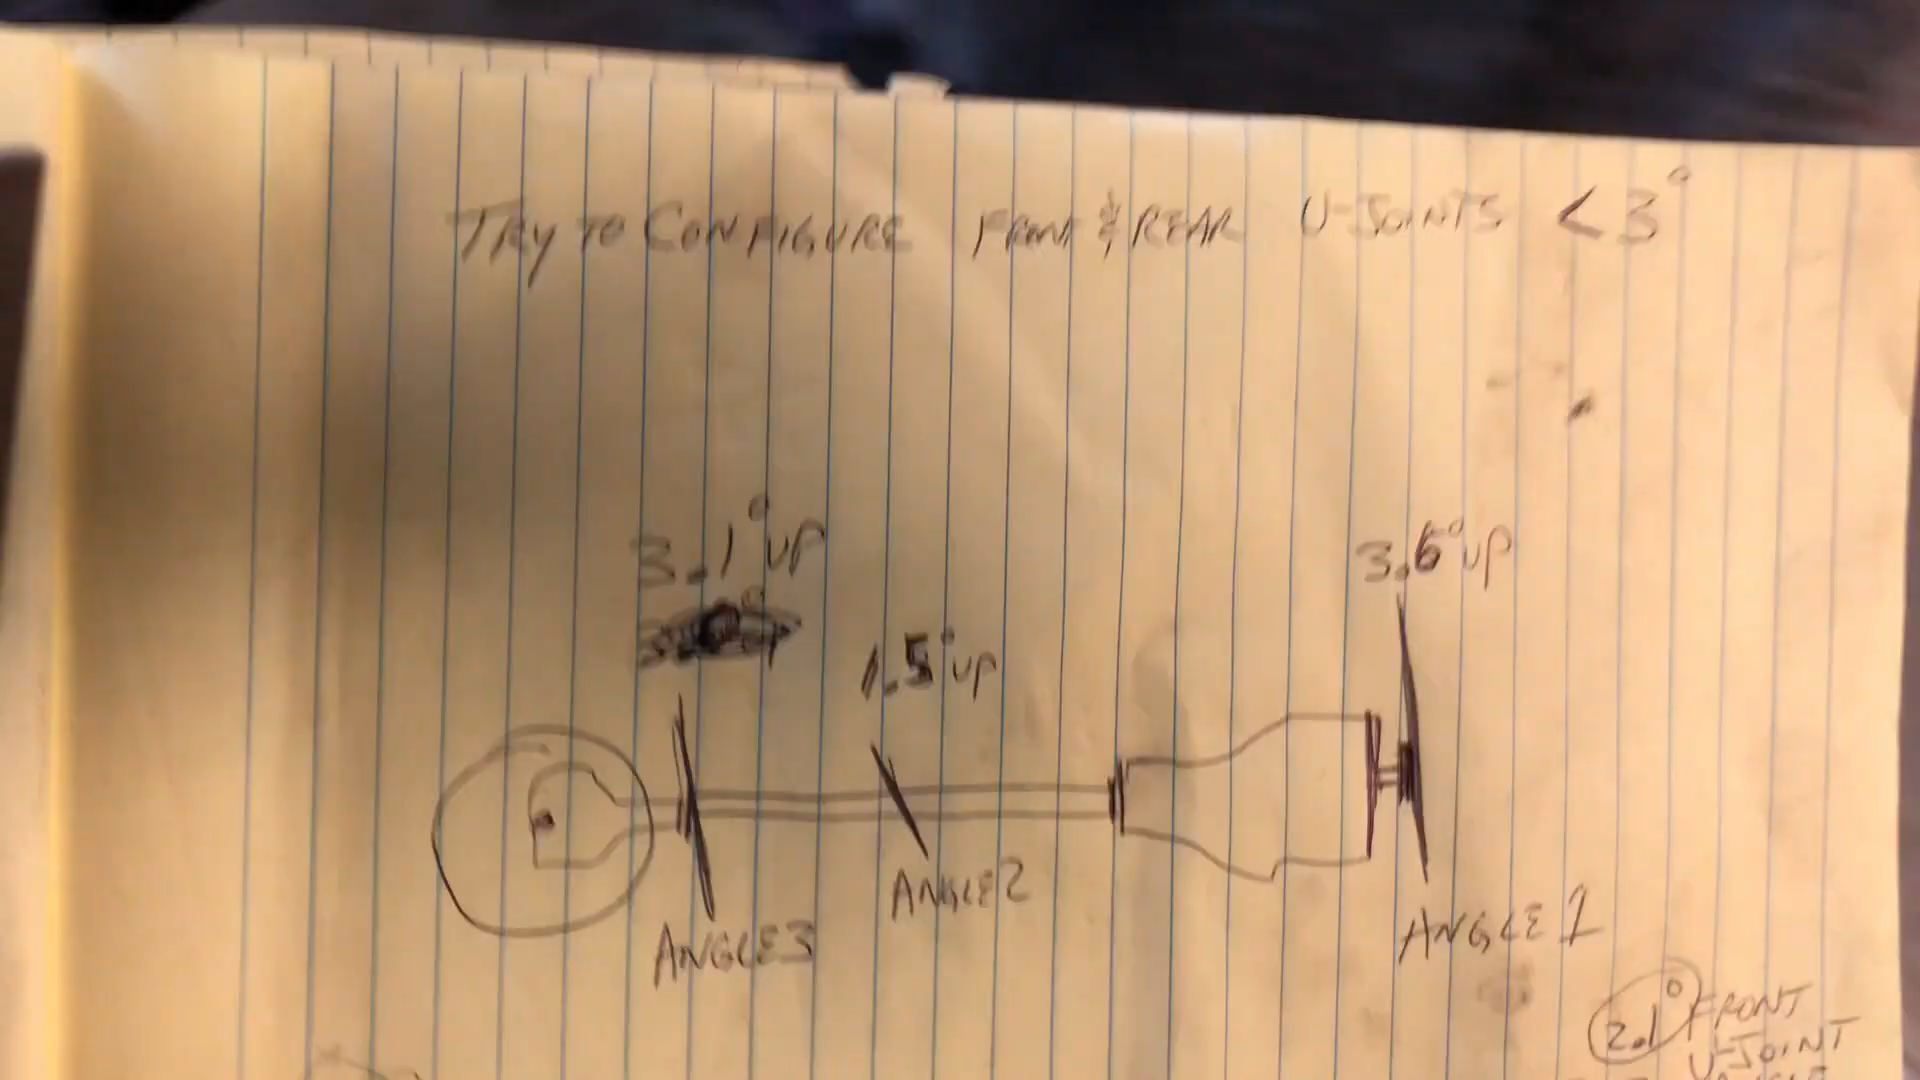 TRY TO CONFIGURE FRONT & REAR U-JOINTS < 3°
3.1° UP
3.6° UP
1.5° UP
ANGLE 2
ANGLE 3
ANGLE 1
2.1° FRONT
U-JOINT